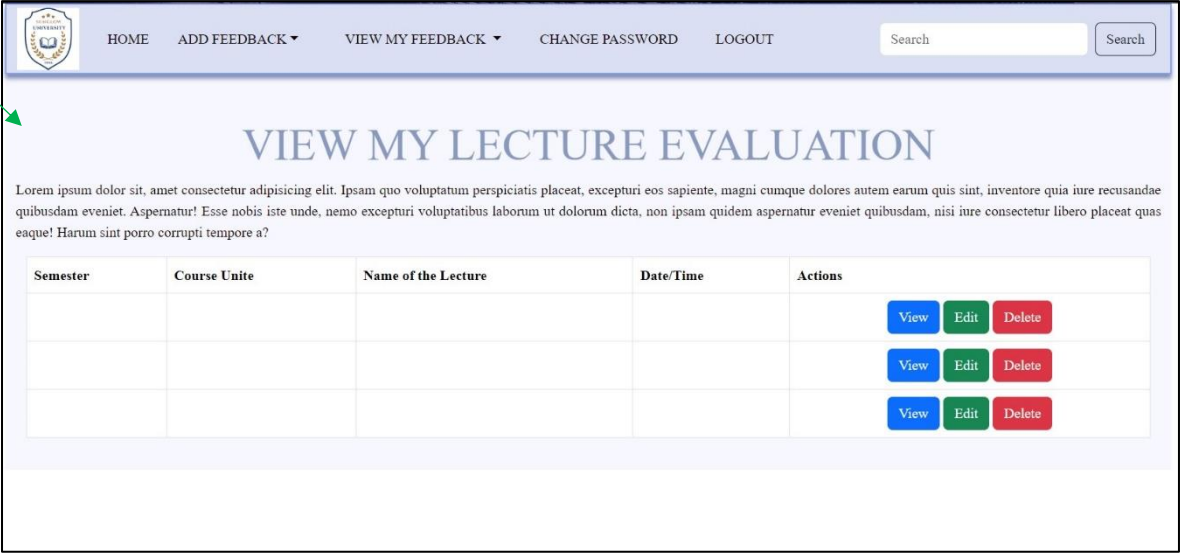 UNIVERSITY
HOME ADD FEEDBACK VIEW MY FEEDBACK CHANGE PASSWORD LOGOUT Search Search
VIEW MY LECTURE EVALUATION
Lorem ipsum dolor sit, amet consectetur adipisicing elit. Ipsam quo voluptatum perspiciatis placeat, excepturi eos sapiente, magni cumque dolores autem earum quis sint, inventore quia iure recusandae
quibusdam eveniet. Aspernatur! Esse nobis iste unde, nemo excepturi voluptatibus laborum ut dolorum dicta, non ipsam quidem aspernatur eveniet quibusdam, nisi iure consectetur libero placeat quas
eaque! Harum sint porro corrupti tempore a?
Semester Course Unite Name of the Lecture Date/Time Actions
View Edit Delete
View Edit Delete
View Edit Delete